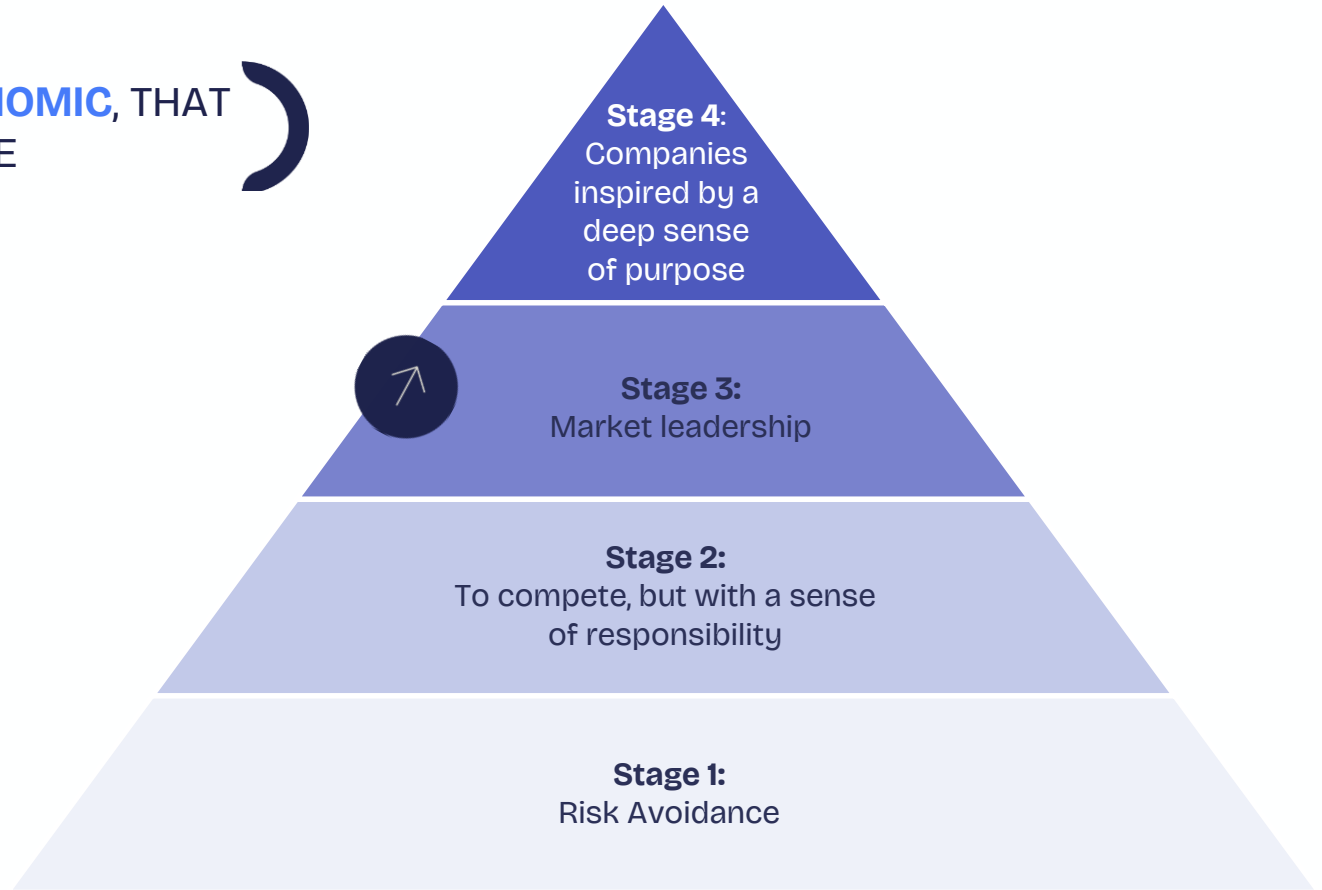 OMIC, THAT
E
Stage 4:
Companies
inspired by a
deep sense
of purpose
Stage 3:
Market leadership
Stage 2:
To compete, but with a sense
of responsibility
Stage 1:
Risk Avoidance